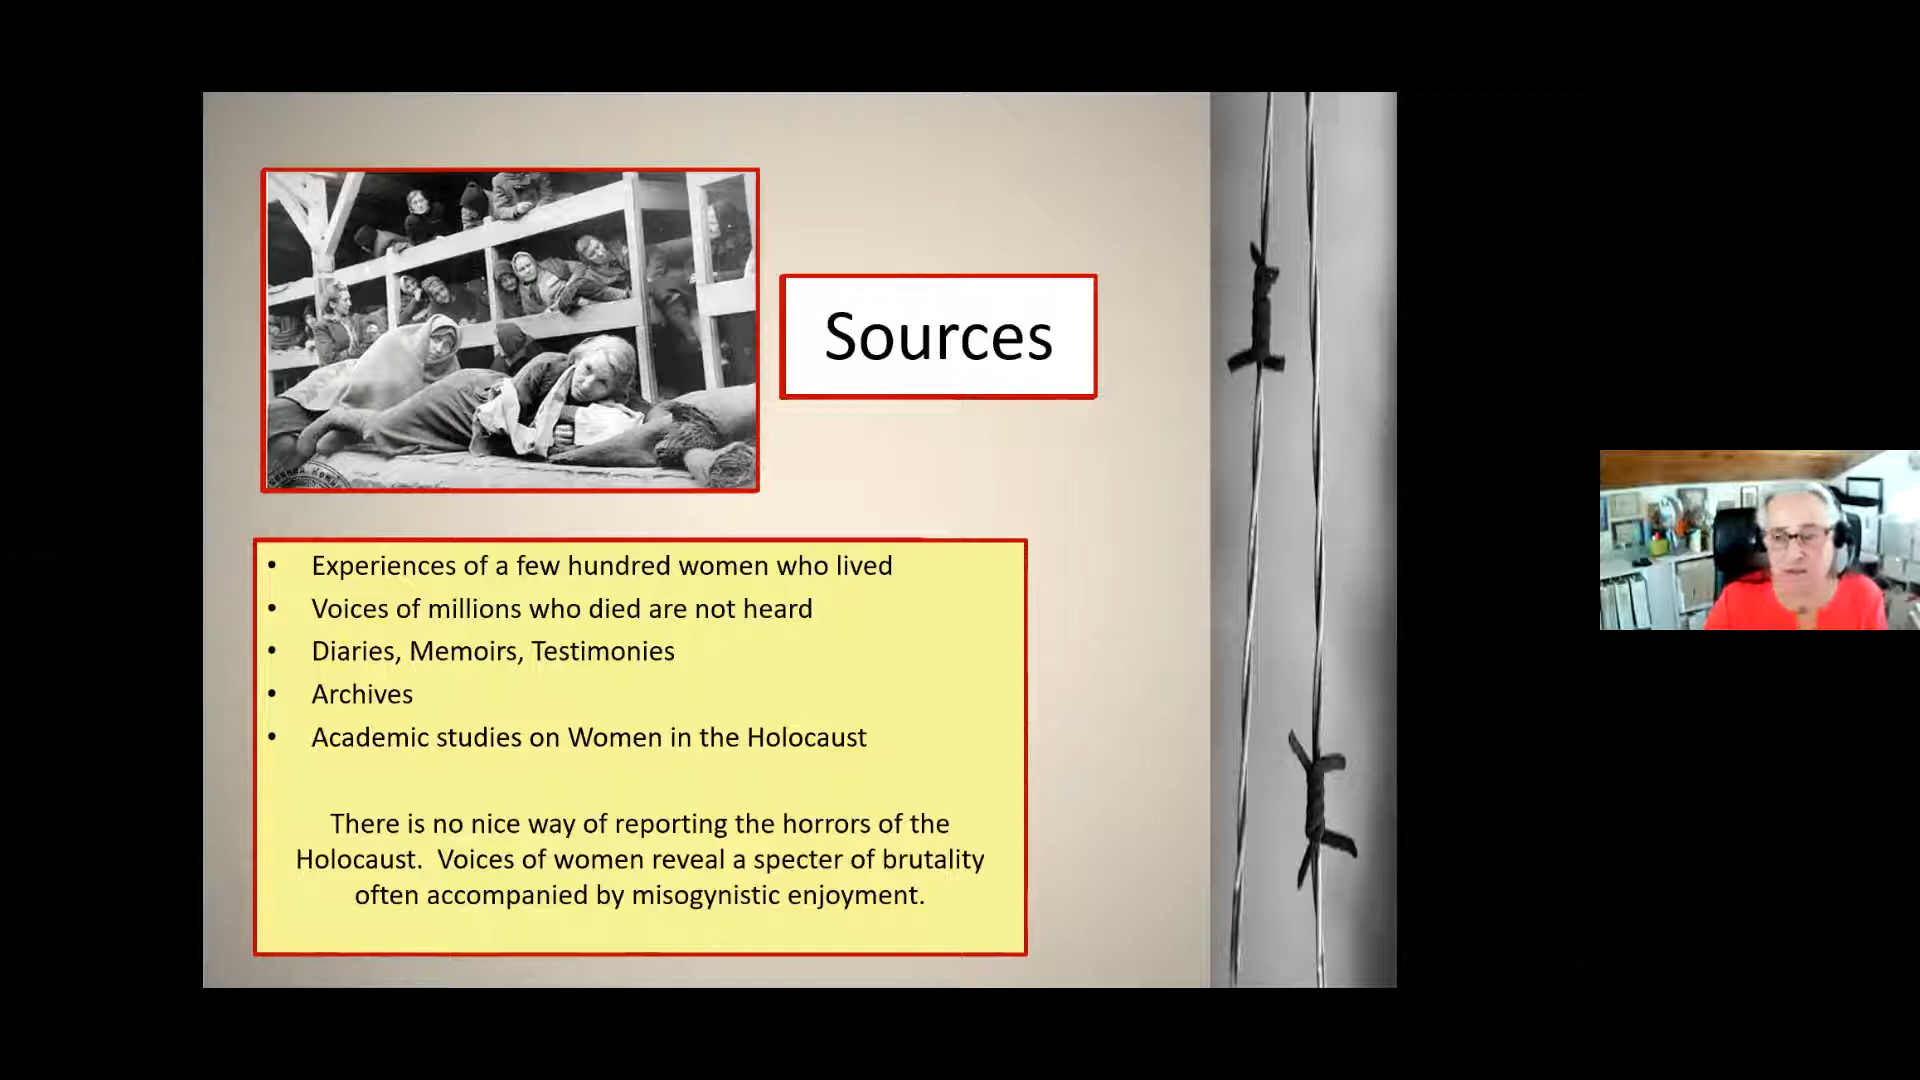 Sources
• Experiences of a few hundred women who lived
• Voices of millions who died are not heard
• Diaries, Memoirs, Testimonies
• Archives
• Academic studies on Women in the Holocaust
There is no nice way of reporting the horrors of the
Holocaust.  Voices of women reveal a specter of brutality
often accompanied by misogynistic enjoyment.